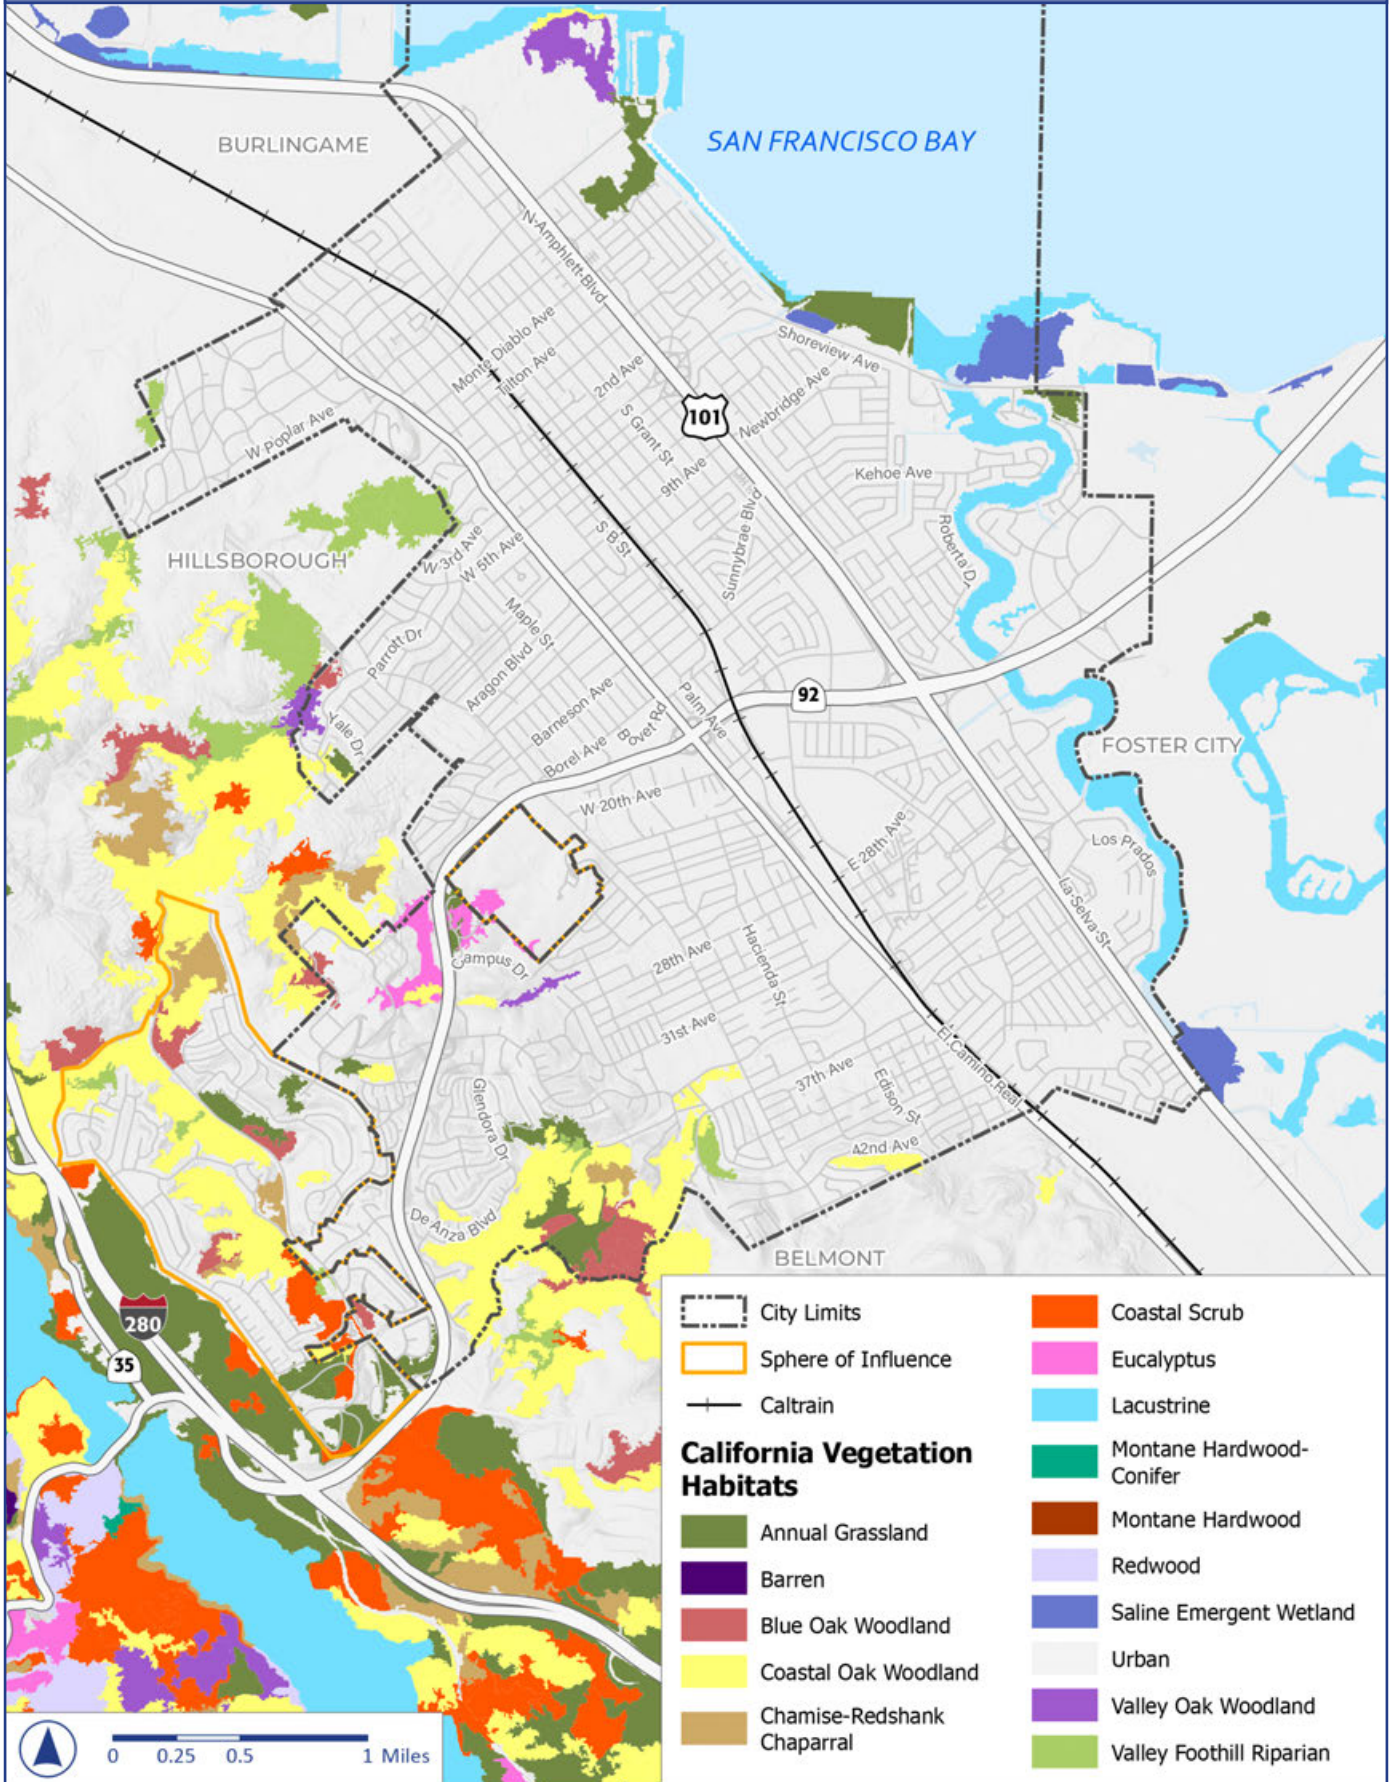 BURLINGAME
SAN FRANCISCO BAY
N Amphlett Blvd
Monte Diablo Ave
Tilton Ave
2nd Ave
Shoreview Ave
Newbridge Ave
101
S Grant St
W Poplar Ave
9th Ave
Kehoe Ave
Sunnybrae Blvd
S B St
Roberta Dr
W 3rd Ave
W 5th Ave
HILLSBOROUGH
Maple St
Parrott Dr
Aragon Blvd
Barneson Ave
Bovet Rd
Palm Ave
92
Yale Dr
Borel Ave
FOSTER CITY
W 20th Ave
E 28th Ave
Los Prados
La Selva St
Campus Dr
28th Ave
Hacienda St
31st Ave
El Camino Real
37th Ave
Edison St
Glendora Dr
42nd Ave
De Anza Blvd
BELMONT
280
35
City Limits
Sphere of Influence
Caltrain
California Vegetation
Habitats
Annual Grassland
Barren
Blue Oak Woodland
Coastal Oak Woodland
Chamise-Redshank
Chaparral
Coastal Scrub
Eucalyptus
Lacustrine
Montane Hardwood-
Conifer
Montane Hardwood
Redwood
Saline Emergent Wetland
Urban
Valley Oak Woodland
Valley Foothill Riparian
0 0.25 0.5 1 Miles